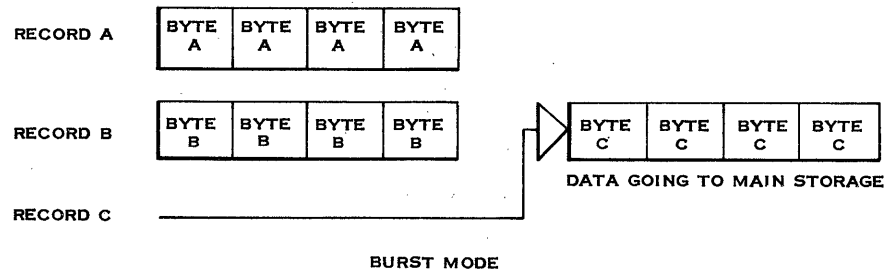 RECORD A
BYTE BYTE BYTE BYTE
A A A A
RECORD B
BYTE BYTE BYTE BYTE
B B B B
BYTE BYTE BYTE BYTE
C C C C
DATA GOING TO MAIN STORAGE
RECORD C
BURST MODE